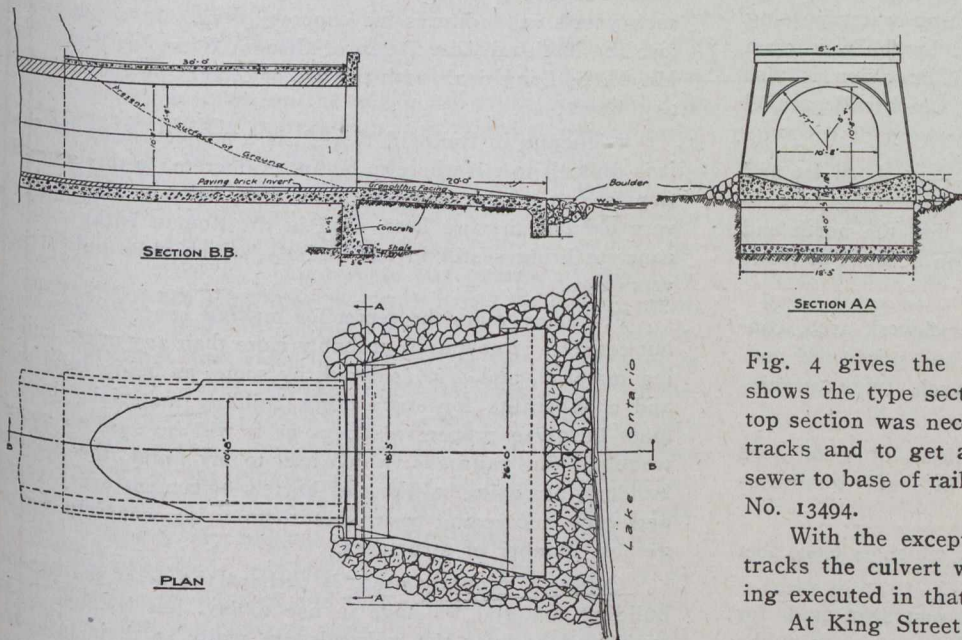 30'-0"
Present Surface of Ground
Paving brick Invert
Granolithic Facing
20'-0"
Boulder
W.L.
Concrete
Shale
SECTION B.B.
6'-4"
10'-8"
SECTION AA
A
B
10'-8"
16'-5"
26'-0"
LAKE ONTARIO
B
A
PLAN
Fig. 4 gives the
shows the type sect
top section was nec
tracks and to get a
sewer to base of rail
No. 13494.
With the except
tracks the culvert w
ing executed in that
At King Street